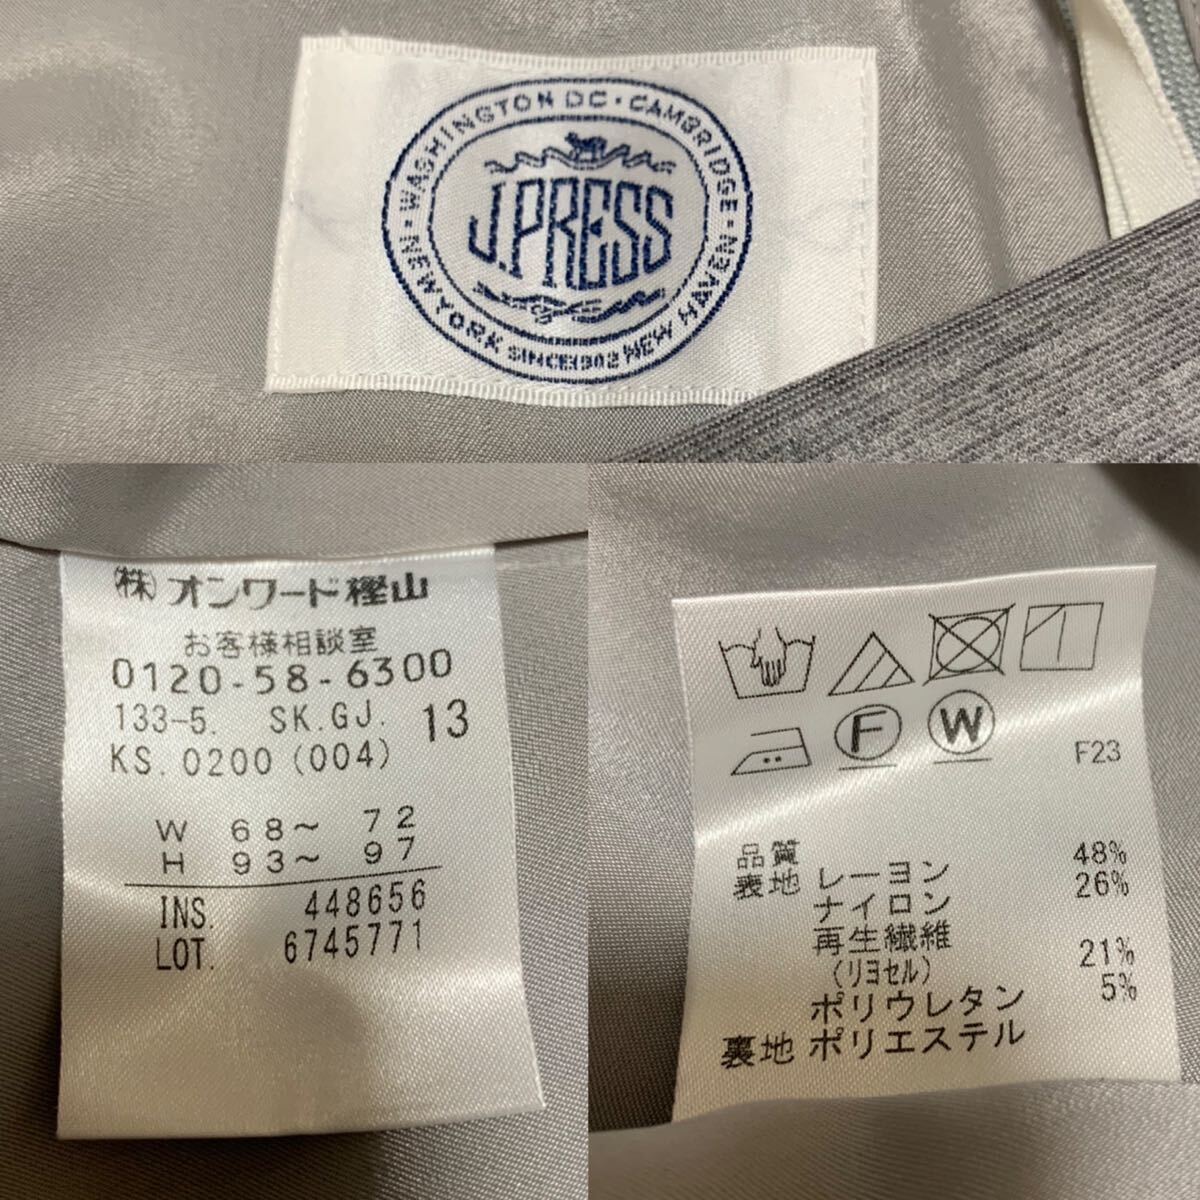 WASHINGTON DC · CAMBRIDGE ·
J.PRESS
· NEW YORK SINCE 1902 NEW HAVEN ·
㈱オンワード樫山
お客様相談室
0120-58-6300
133-5. SK.GJ. 13
KS.0200(004)
W 68~ 72
H 93~ 97
INS. 448656
LOT. 6745771
F W F23
品質
表地 レーヨン 48%
ナイロン 26%
再生繊維
(リヨセル) 21%
ポリウレタン 5%
裏地 ポリエステル